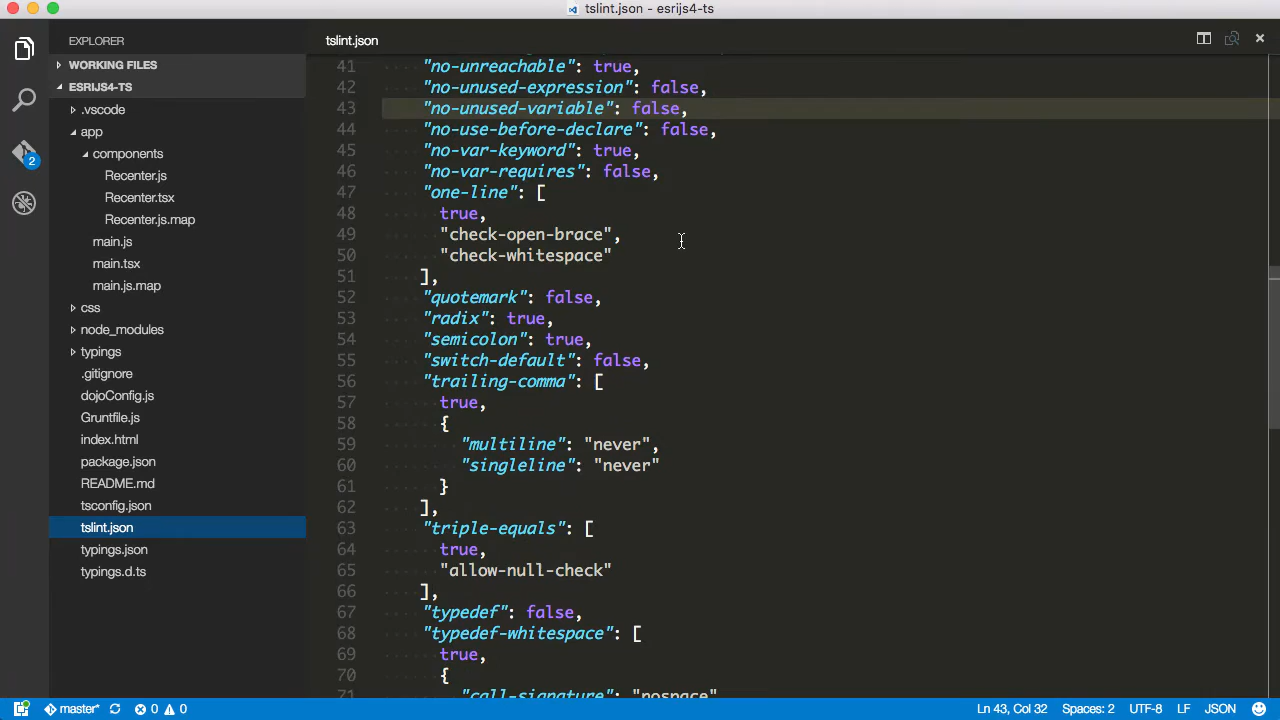 tslint.json - esrijs4-ts
EXPLORER
WORKING FILES
ESRIJS4-TS
.vscode
app
components
Recenter.js
Recenter.tsx
Recenter.js.map
main.js
main.tsx
main.js.map
css
node_modules
typings
.gitignore
dojoConfig.js
Gruntfile.js
index.html
package.json
README.md
tsconfig.json
tslint.json
typings.json
typings.d.ts
2
tslint.json
41 "no-unreachable": true,
42 "no-unused-expression": false,
43 "no-unused-variable": false,
44 "no-use-before-declare": false,
45 "no-var-keyword": true,
46 "no-var-requires": false,
47 "one-line": [
48 true,
49 "check-open-brace",
50 "check-whitespace"
51 ],
52 "quotemark": false,
53 "radix": true,
54 "semicolon": true,
55 "switch-default": false,
56 "trailing-comma": [
57 true,
58 {
59 "multiline": "never",
60 "singleline": "never"
61 }
62 ],
63 "triple-equals": [
64 true,
65 "allow-null-check"
66 ],
67 "typedef": false,
68 "typedef-whitespace": [
69 true,
70 {
71 "call-signature": "nospace"
master* 0 0 Ln 43, Col 32 Spaces: 2 UTF-8 LF JSON